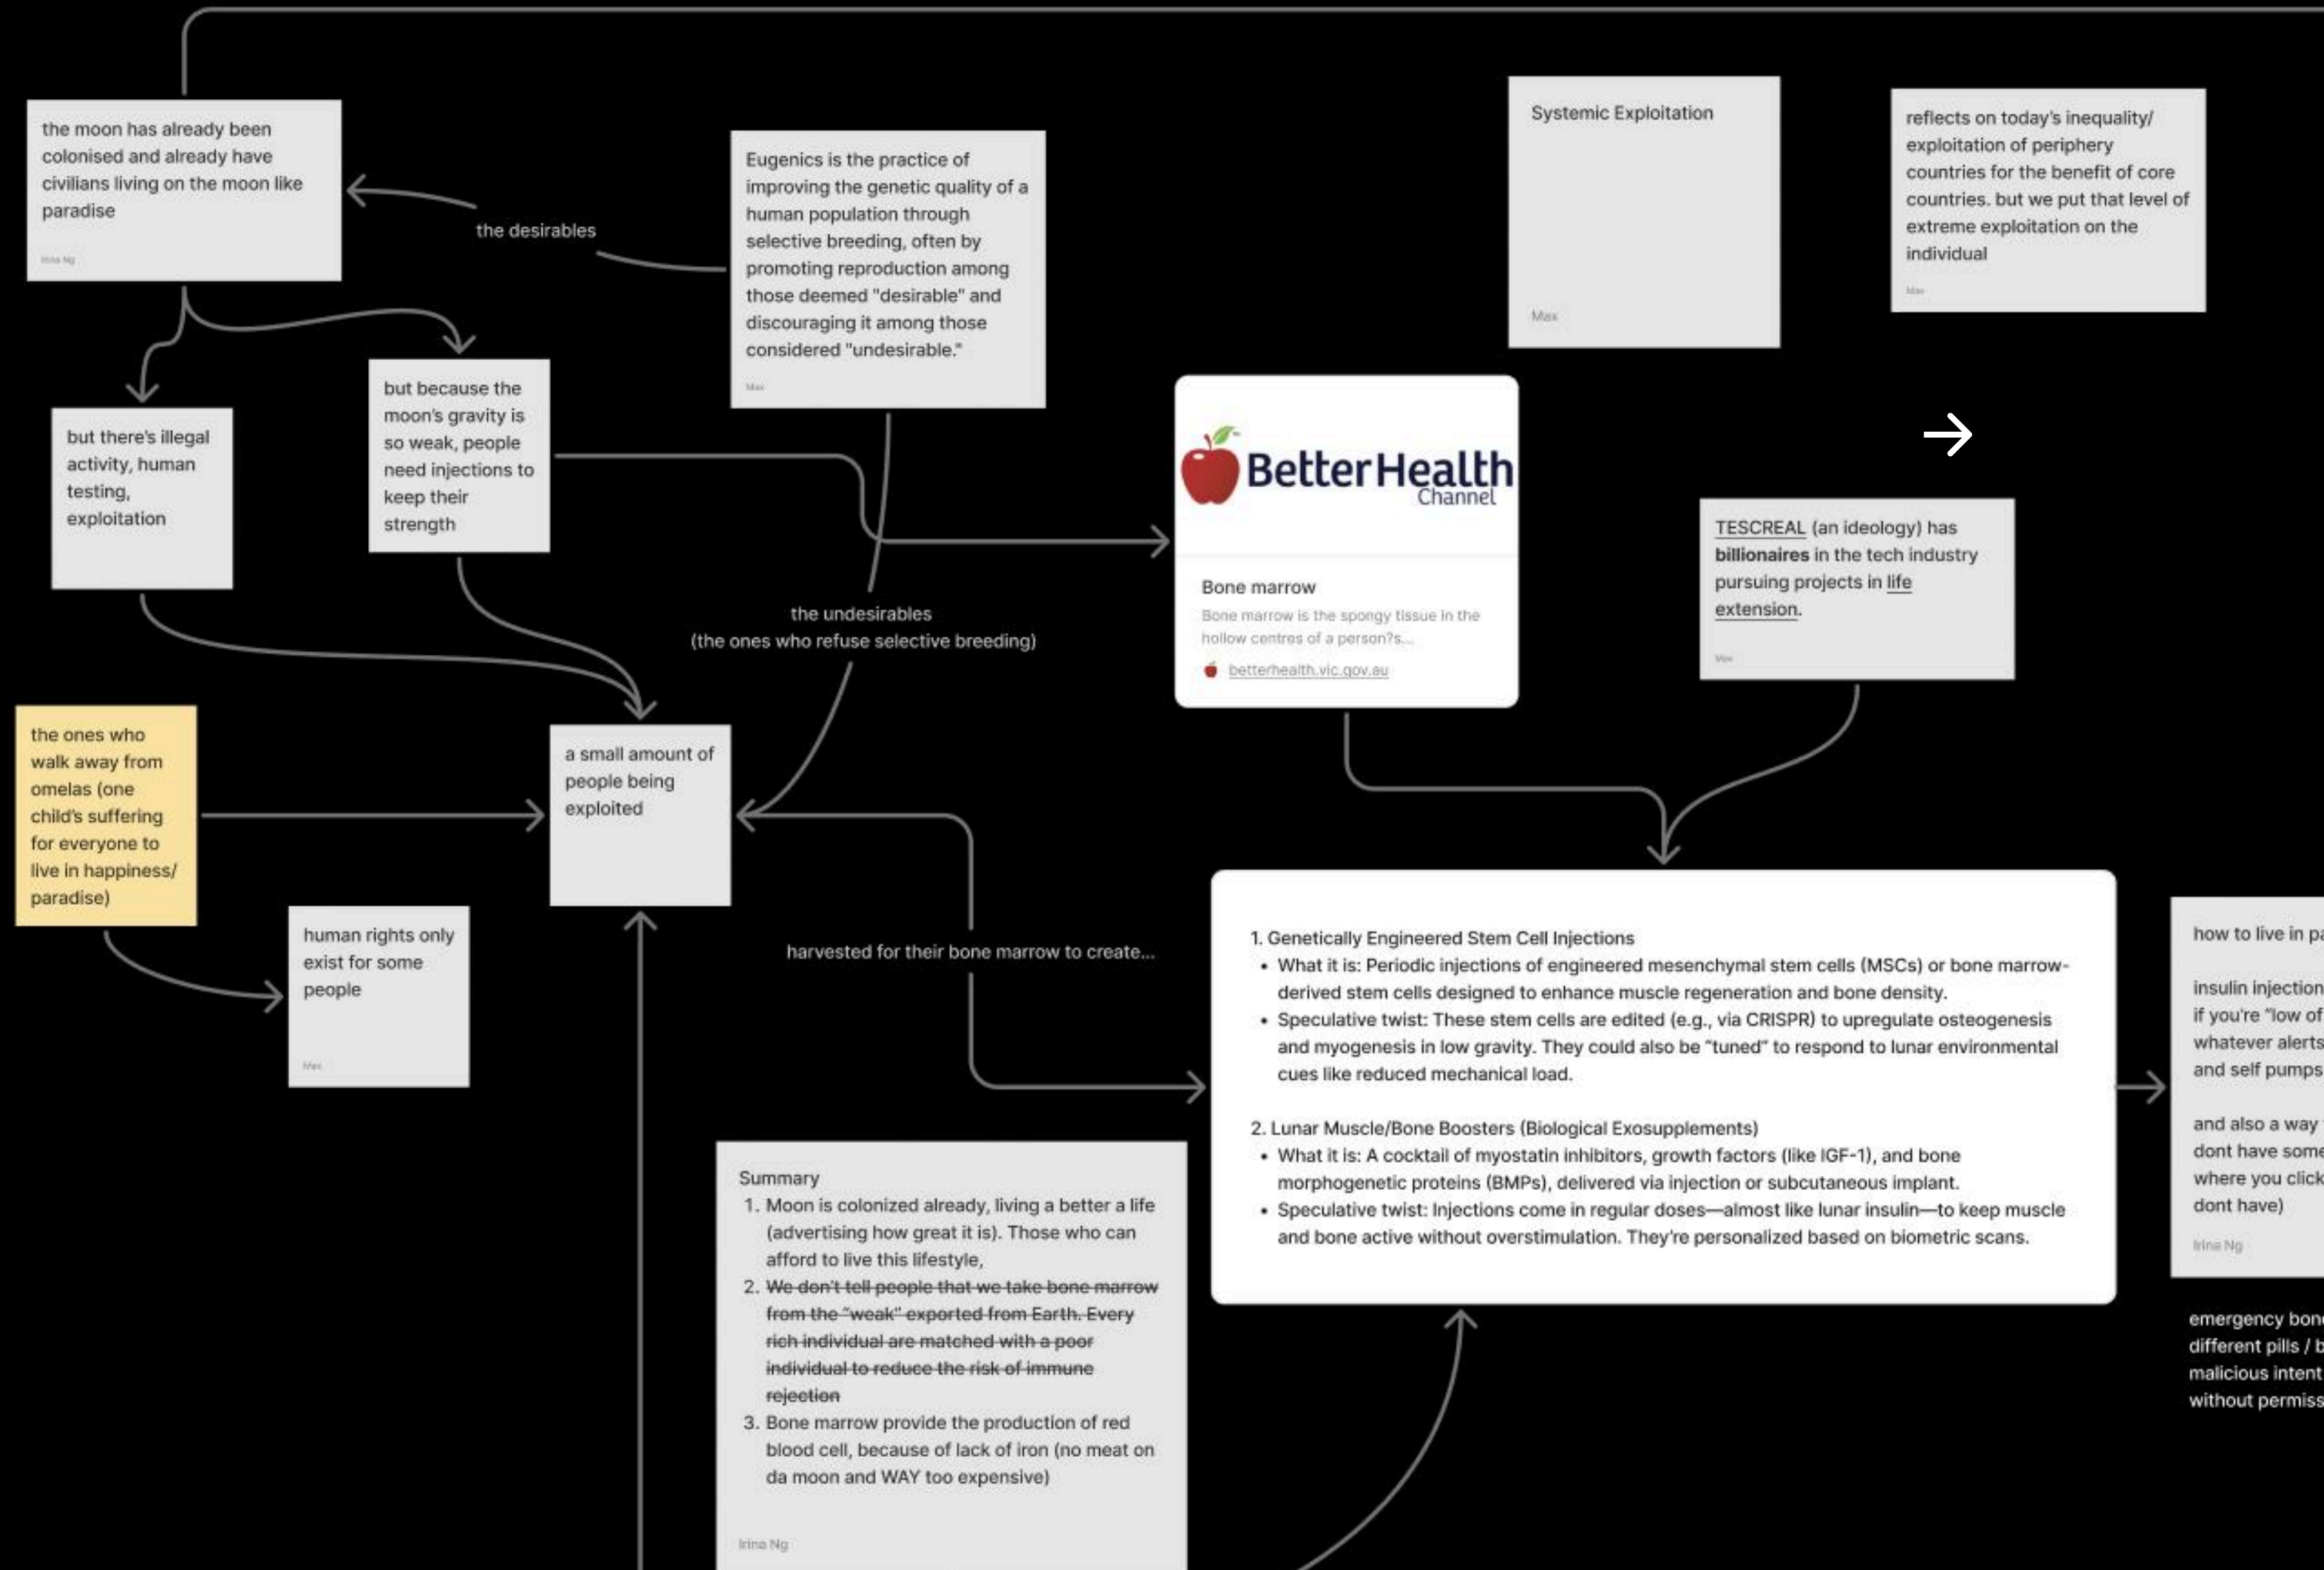 the moon has already been
colonised and already have
civilians living on the moon like
paradise
Irina Ng
the desirables
Eugenics is the practice of
improving the genetic quality of a
human population through
selective breeding, often by
promoting reproduction among
those deemed "desirable" and
discouraging it among those
considered "undesirable."
Max
Systemic Exploitation
Max
reflects on today's inequality/
exploitation of periphery
countries for the benefit of core
countries. but we put that level of
extreme exploitation on the
individual
Max
but there's illegal
activity, human
testing,
exploitation
but because the
moon's gravity is
so weak, people
need injections to
keep their
strength
BetterHealth
Channel
Bone marrow
Bone marrow is the spongy tissue in the
hollow centres of a person?s...
betterhealth.vic.gov.au
TESCREAL (an ideology) has
billionaires in the tech industry
pursuing projects in life
extension.
Max
the undesirables
(the ones who refuse selective breeding)
the ones who
walk away from
omelas (one
child's suffering
for everyone to
live in happiness/
paradise)
a small amount of
people being
exploited
human rights only
exist for some
people
Max
harvested for their bone marrow to create...
1. Genetically Engineered Stem Cell Injections
• What it is: Periodic injections of engineered mesenchymal stem cells (MSCs) or bone marrow-
derived stem cells designed to enhance muscle regeneration and bone density.
• Speculative twist: These stem cells are edited (e.g., via CRISPR) to upregulate osteogenesis
and myogenesis in low gravity. They could also be "tuned" to respond to lunar environmental
cues like reduced mechanical load.
2. Lunar Muscle/Bone Boosters (Biological Exosupplements)
• What it is: A cocktail of myostatin inhibitors, growth factors (like IGF-1), and bone
morphogenetic proteins (BMPs), delivered via injection or subcutaneous implant.
• Speculative twist: Injections come in regular doses—almost like lunar insulin—to keep muscle
and bone active without overstimulation. They're personalized based on biometric scans.
how to live in pa
insulin injection
if you're "low of
whatever alerts
and self pumps
and also a way
dont have some
where you click
dont have)
Irina Ng
emergency bone
different pills / b
malicious intent
without permiss
Summary
1. Moon is colonized already, living a better a life
(advertising how great it is). Those who can
afford to live this lifestyle,
2. We don't tell people that we take bone marrow
from the "weak" exported from Earth. Every
rich individual are matched with a poor
individual to reduce the risk of immune
rejection
3. Bone marrow provide the production of red
blood cell, because of lack of iron (no meat on
da moon and WAY too expensive)
Irina Ng